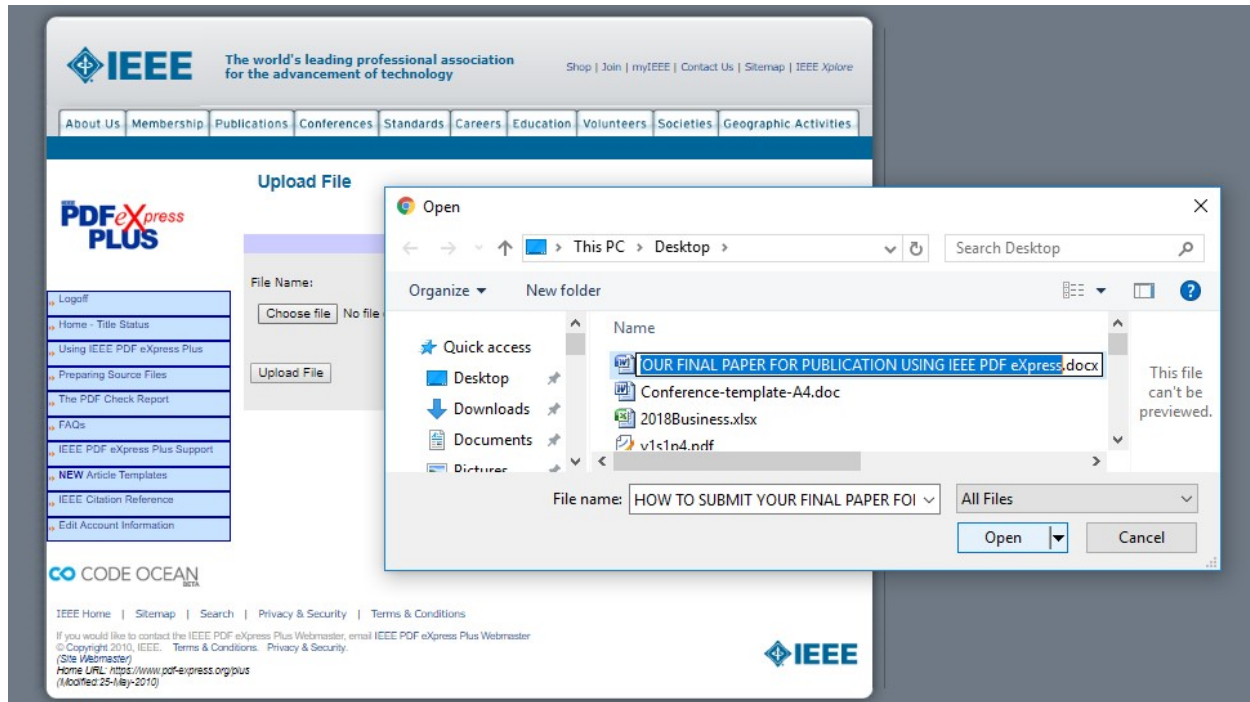 IEEE
The world's leading professional association
for the advancement of technology
Shop | Join | myIEEE | Contact Us | Sitemap | IEEE Xplore
About Us Membership Publications Conferences Standards Careers Education Volunteers Societies Geographic Activities
Upload File
IEEE
PDF eXpress
PLUS
Logoff
Home - Title Status
Using IEEE PDF eXpress Plus
Preparing Source Files
The PDF Check Report
FAQs
IEEE PDF eXpress Plus Support
NEW Article Templates
IEEE Citation Reference
Edit Account Information
File Name:
Choose file No file
Upload File
Open
This PC > Desktop >
Search Desktop
Organize
New folder
Quick access
Desktop
Downloads
Documents
Pictures
Name
OUR FINAL PAPER FOR PUBLICATION USING IEEE PDF eXpress.docx
Conference-template-A4.doc
2018Business.xlsx
v1s1p4.pdf
This file
can't be
previewed.
File name: HOW TO SUBMIT YOUR FINAL PAPER FOI
All Files
Open
Cancel
CODE OCEAN
BETA
IEEE Home | Sitemap | Search | Privacy & Security | Terms & Conditions
If you would like to contact the IEEE PDF eXpress Plus Webmaster, email IEEE PDF eXpress Plus Webmaster
© Copyright 2010, IEEE. Terms & Conditions. Privacy & Security.
(Site Webmaster)
Home URL: https://www.pdf-express.org/plus
(Modified:25-May-2010)
IEEE